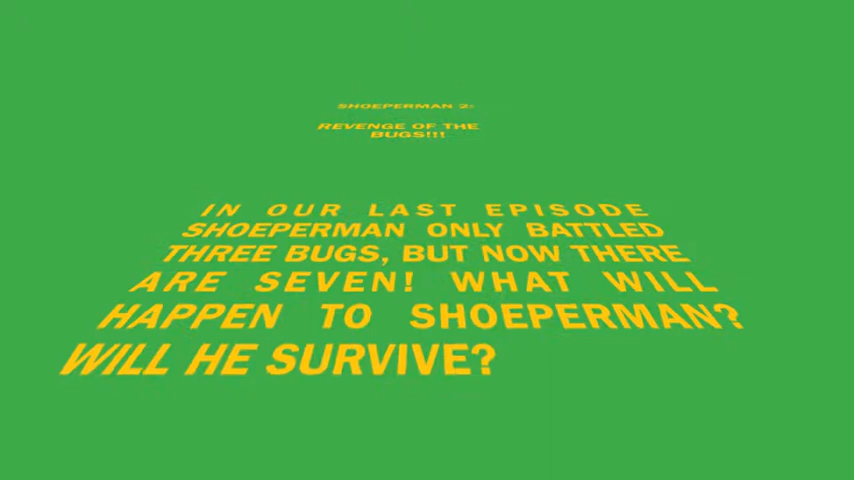 SHOEPERMAN 2:
REVENGE OF THE
BUGS!!!
IN OUR LAST EPISODE
SHOEPERMAN ONLY BATTLED
THREE BUGS, BUT NOW THERE
ARE SEVEN! WHAT WILL
HAPPEN TO SHOEPERMAN?
WILL HE SURVIVE?